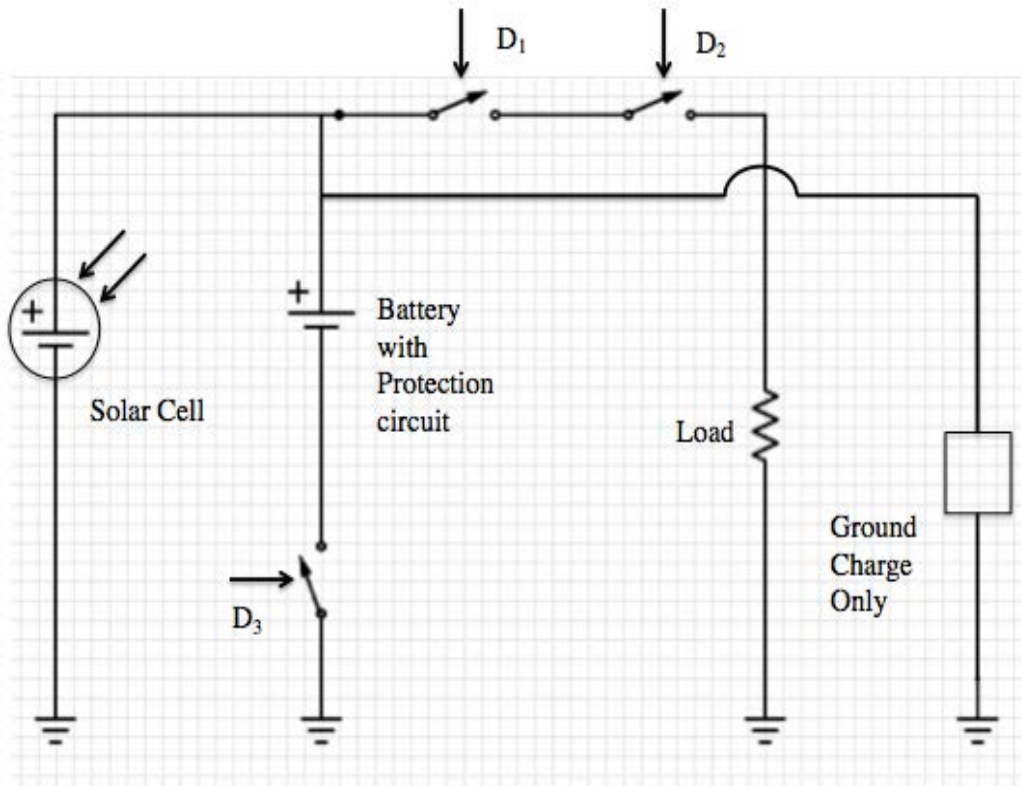 D₁
D₂
+
+
Battery
with
Protection
circuit
Solar Cell
Load
Ground
Charge
Only
D₃